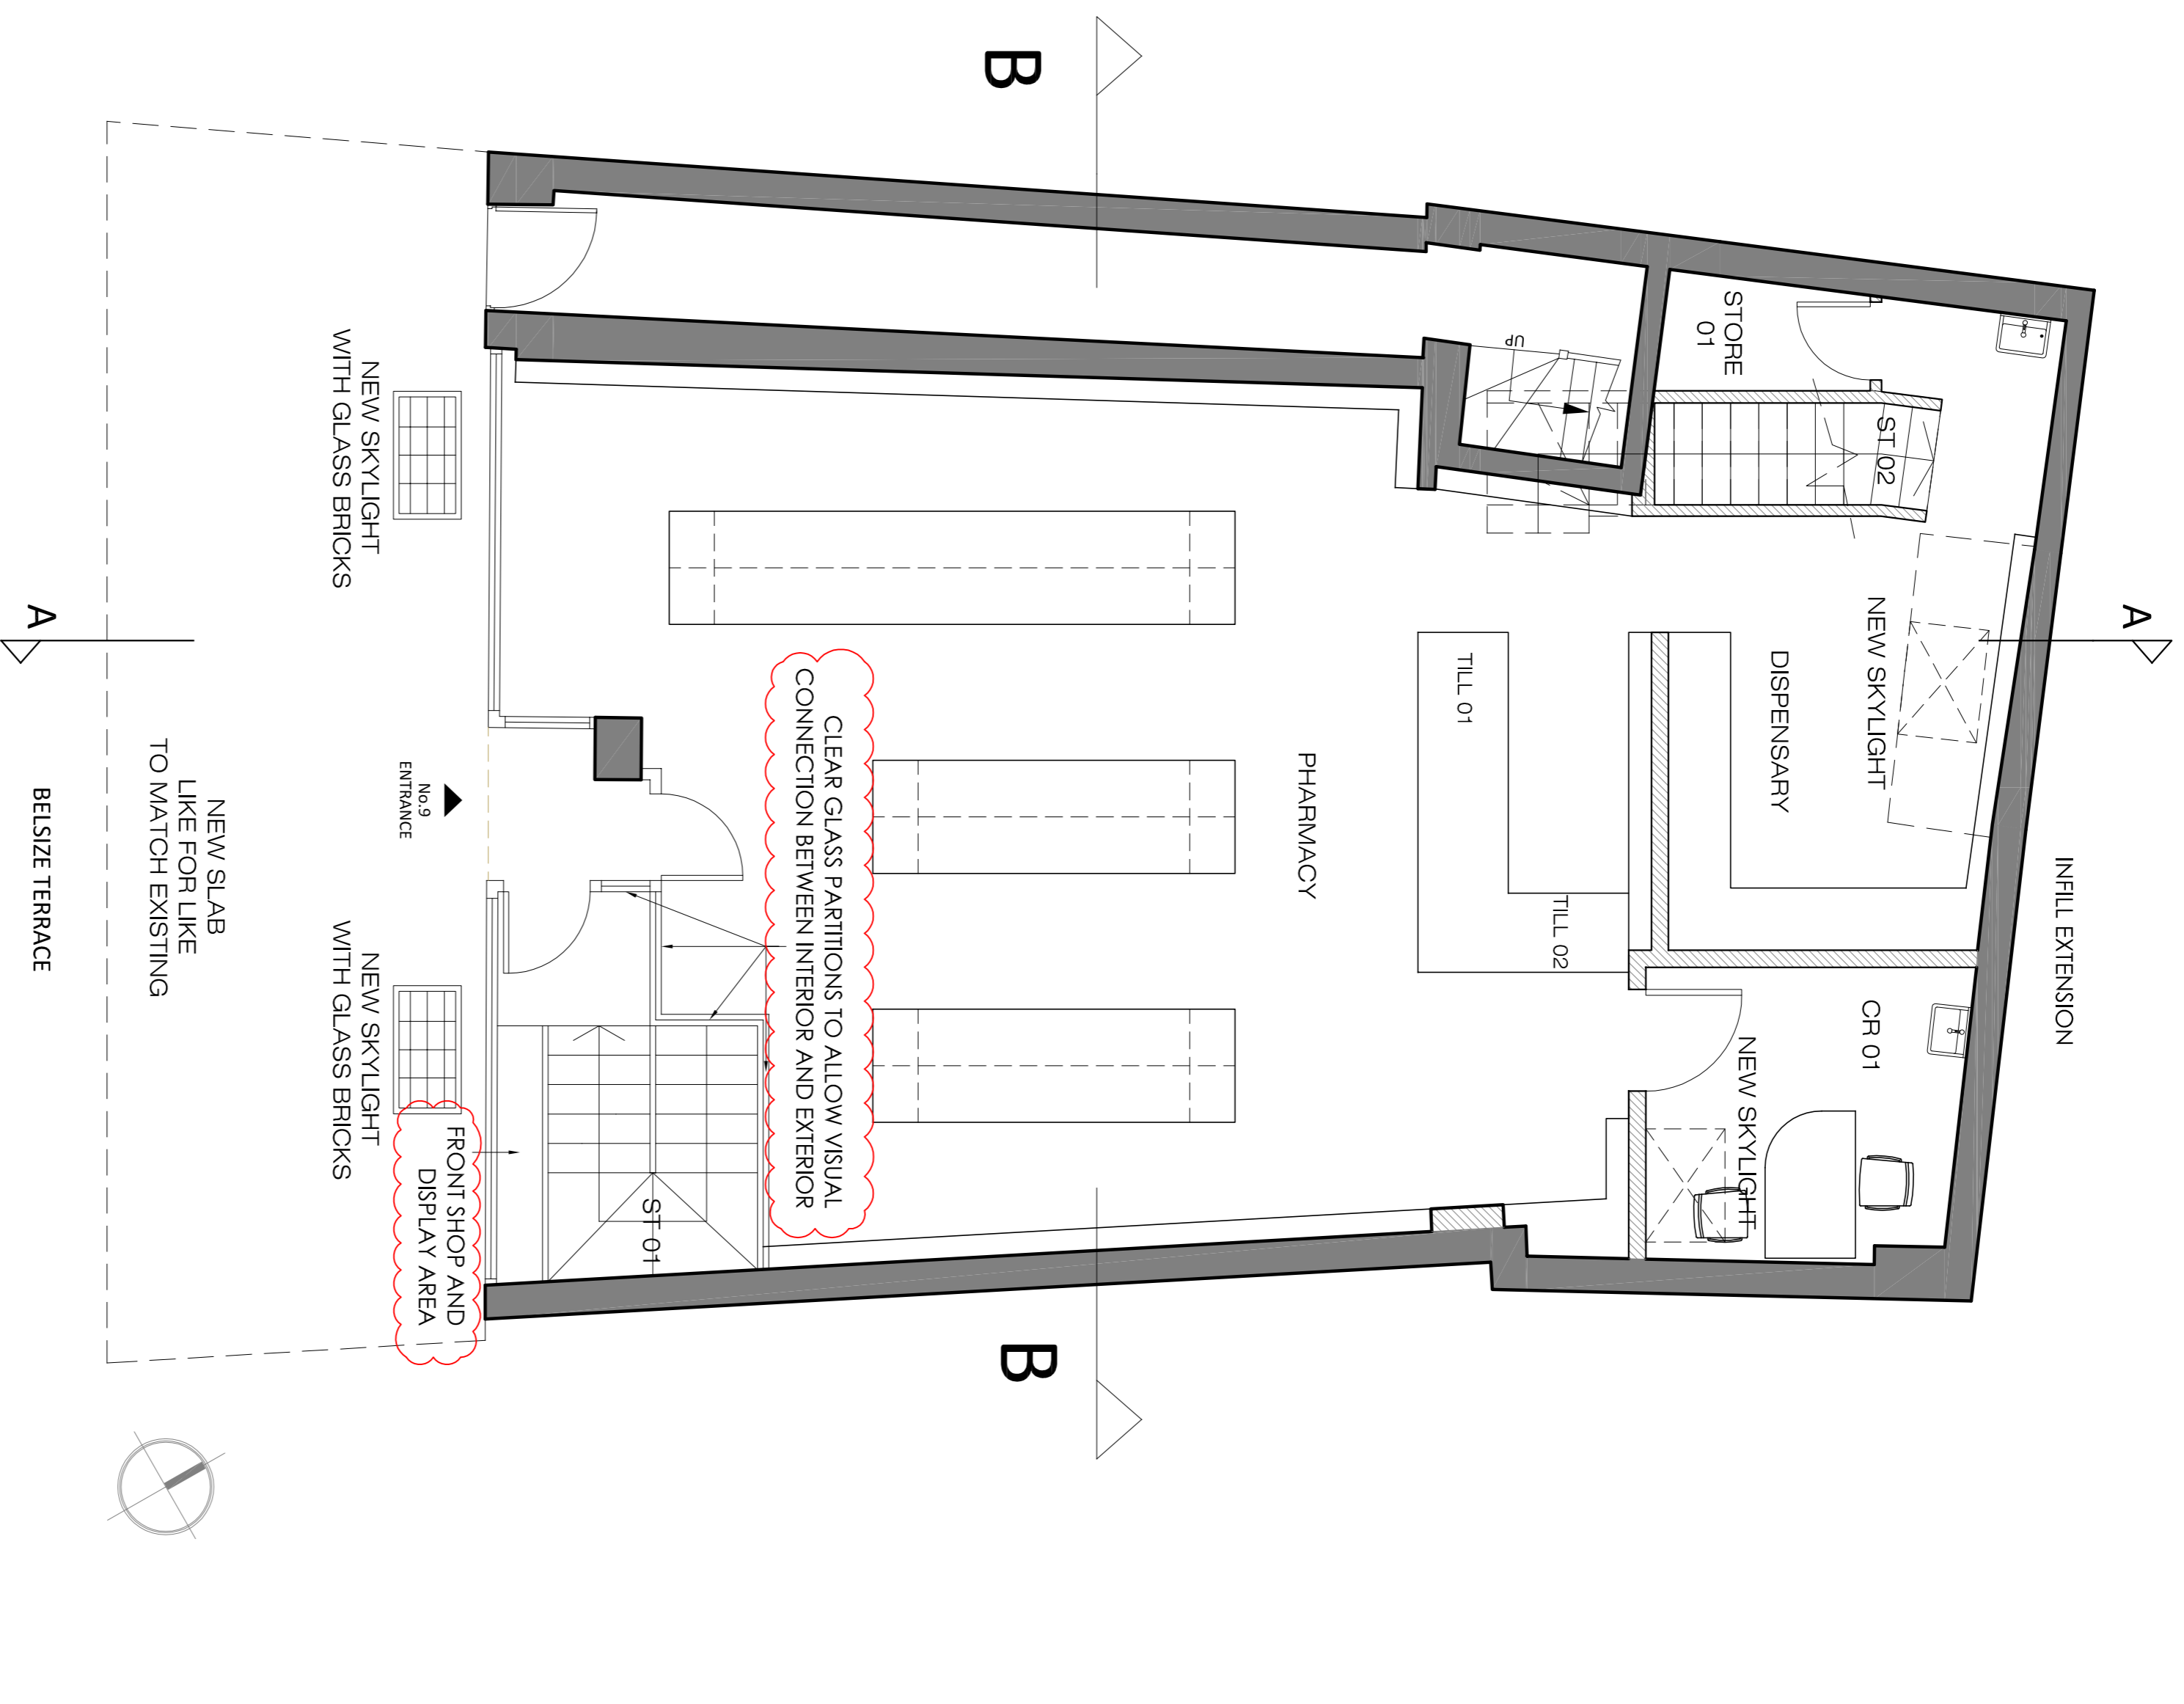 B
A
A
B
INFILL EXTENSION
STORE
01
ST 02
NEW SKYLIGHT
DISPENSARY
CR 01
NEW SKYLIGHT
UP
TILL 01
TILL 02
PHARMACY
CLEAR GLASS PARTITIONS TO ALLOW VISUAL
CONNECTION BETWEEN INTERIOR AND EXTERIOR
ST 01
FRONT SHOP AND
DISPLAY AREA
No.9
ENTRANCE
NEW SKYLIGHT
WITH GLASS BRICKS
NEW SKYLIGHT
WITH GLASS BRICKS
NEW SLAB
LIKE FOR LIKE
TO MATCH EXISTING
BELSIZE TERRACE